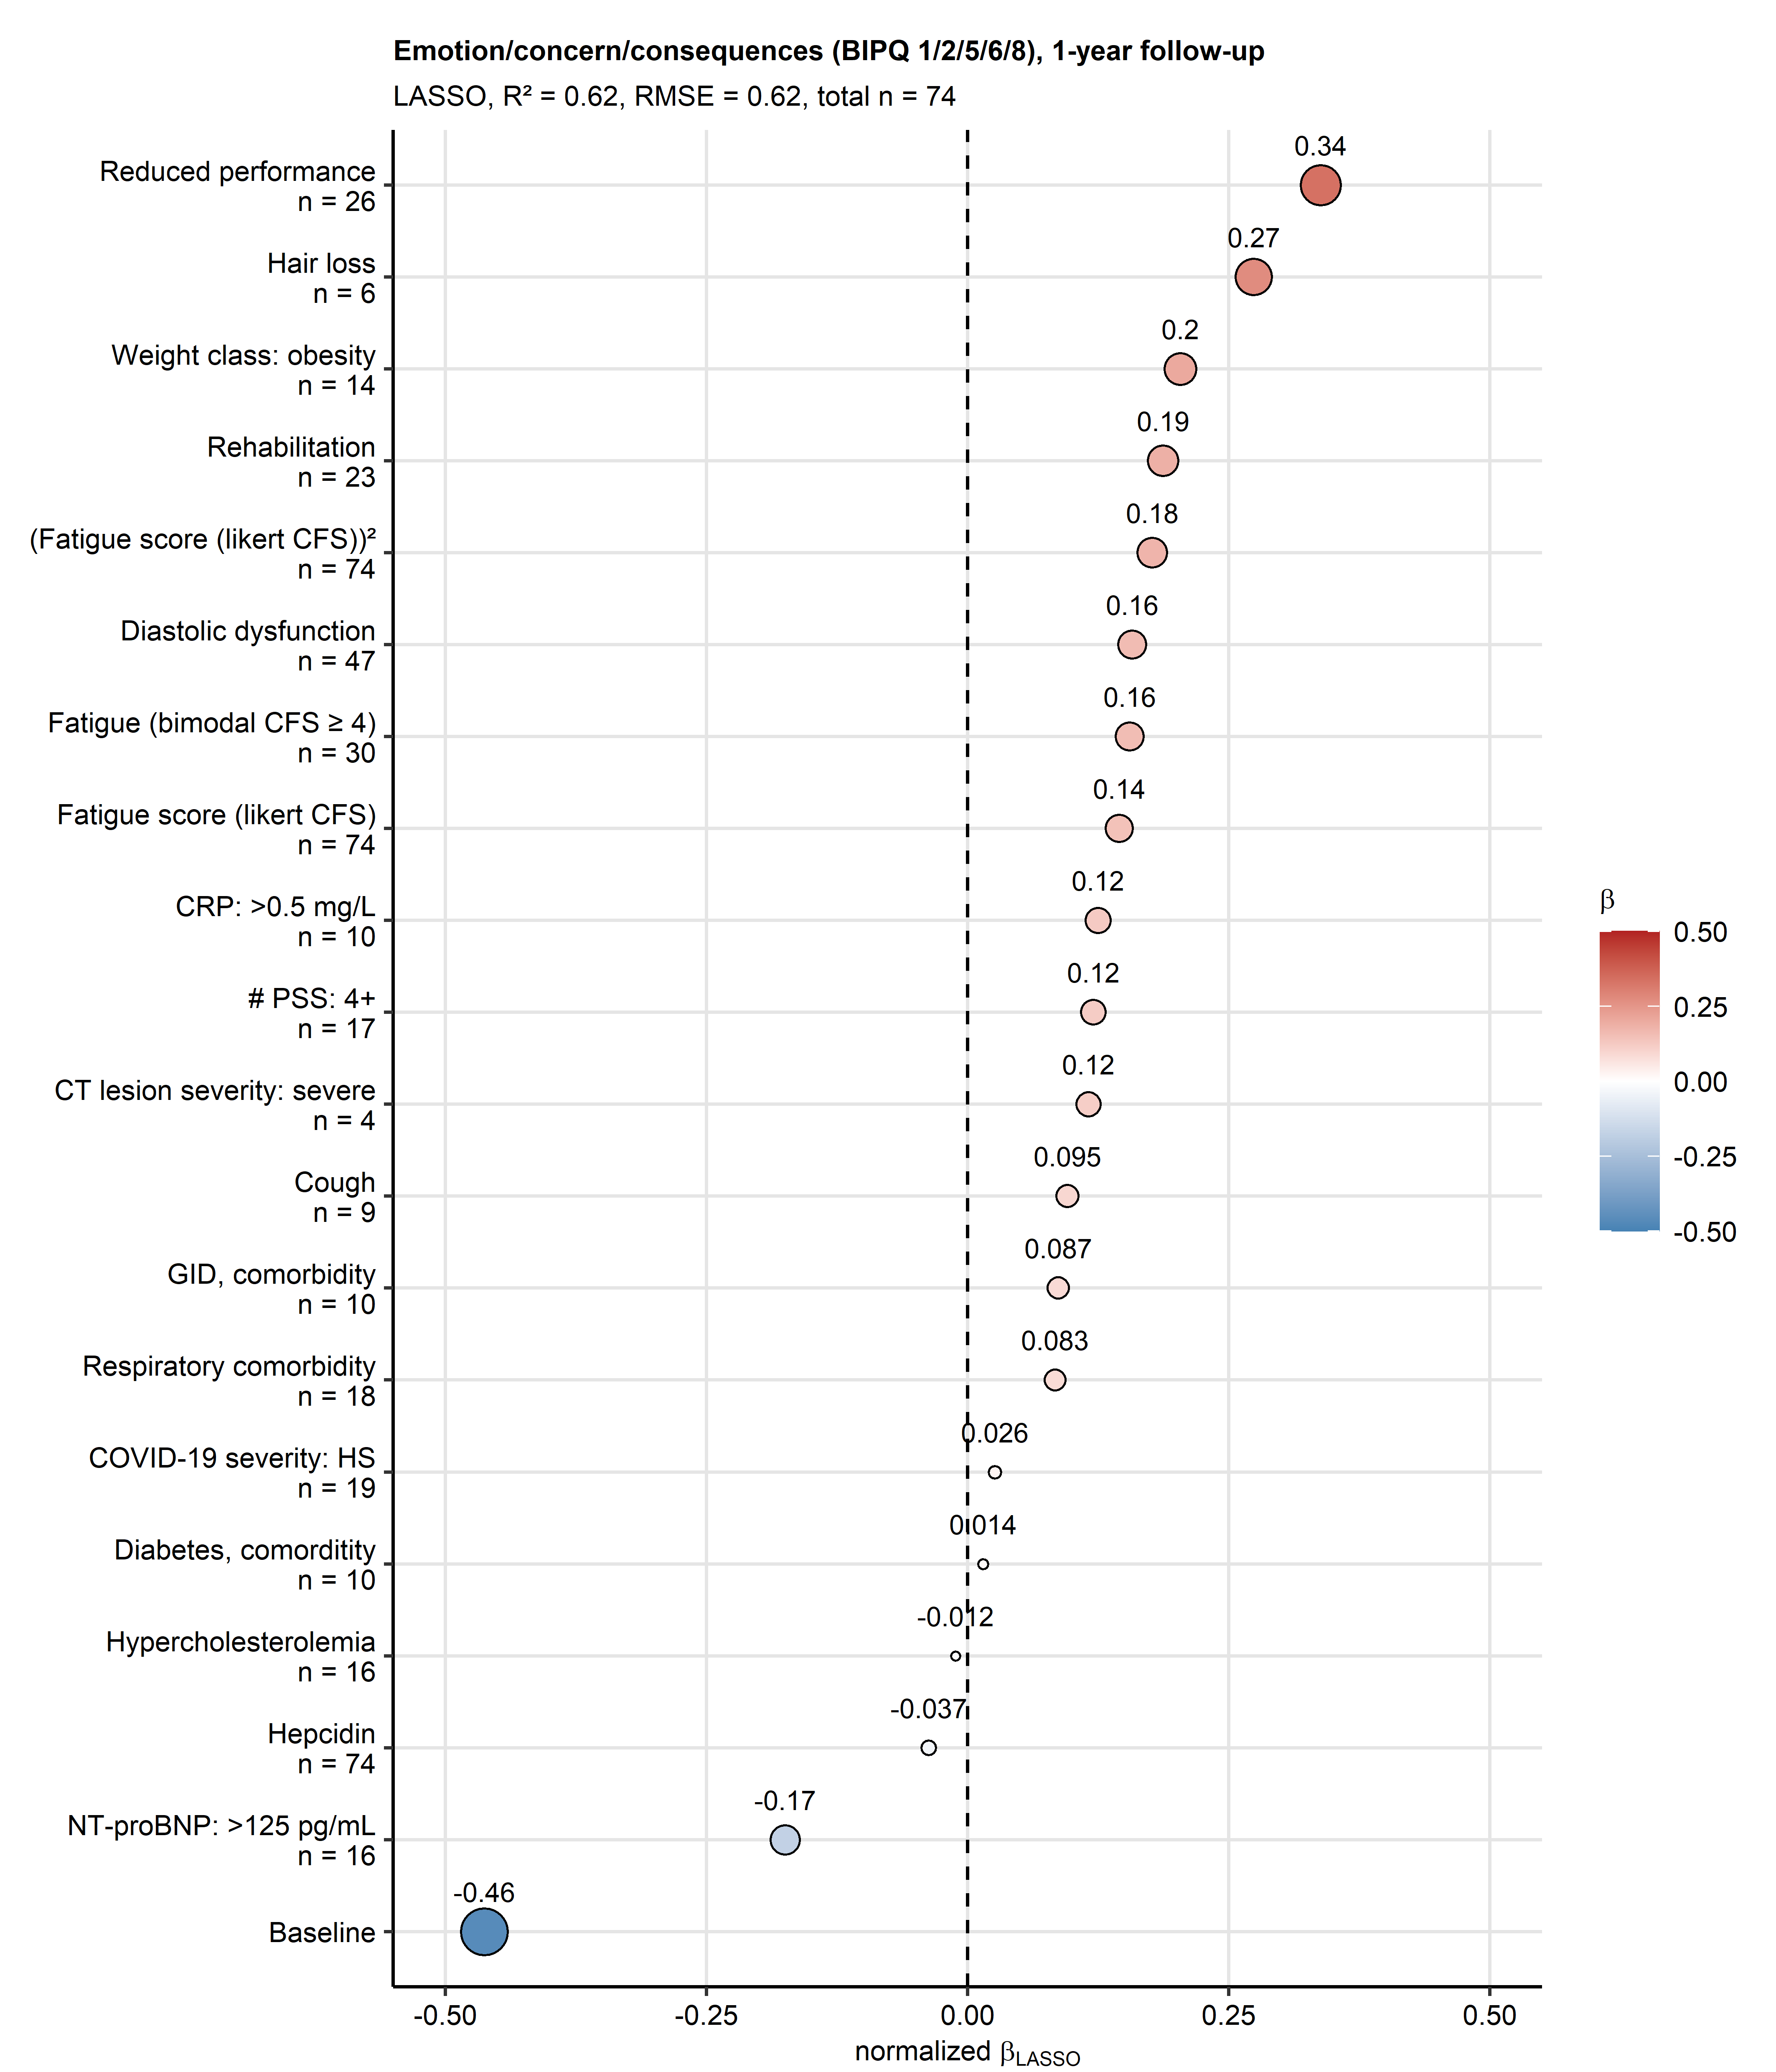 Emotion/concern/consequences (BIPQ 1/2/5/6/8), 1-year follow-up
LASSO, R² = 0.62, RMSE = 0.62, total n = 74
Reduced performance
n = 26
0.34
Hair loss
n = 6
0.27
Weight class: obesity
n = 14
0.2
Rehabilitation
n = 23
0.19
(Fatigue score (likert CFS))²
n = 74
0.18
Diastolic dysfunction
n = 47
0.16
Fatigue (bimodal CFS ≥ 4)
n = 30
0.16
Fatigue score (likert CFS)
n = 74
0.14
CRP: >0.5 mg/L
n = 10
0.12
# PSS: 4+
n = 17
0.12
CT lesion severity: severe
n = 4
0.12
Cough
n = 9
0.095
GID, comorbidity
n = 10
0.087
Respiratory comorbidity
n = 18
0.083
COVID-19 severity: HS
n = 19
0.026
Diabetes, comorditity
n = 10
0.014
Hypercholesterolemia
n = 16
-0.012
Hepcidin
n = 74
-0.037
NT-proBNP: >125 pg/mL
n = 16
-0.17
Baseline
-0.46
-0.50 -0.25 0.00 0.25 0.50
normalized βLASSO
β
0.50
0.25
0.00
-0.25
-0.50